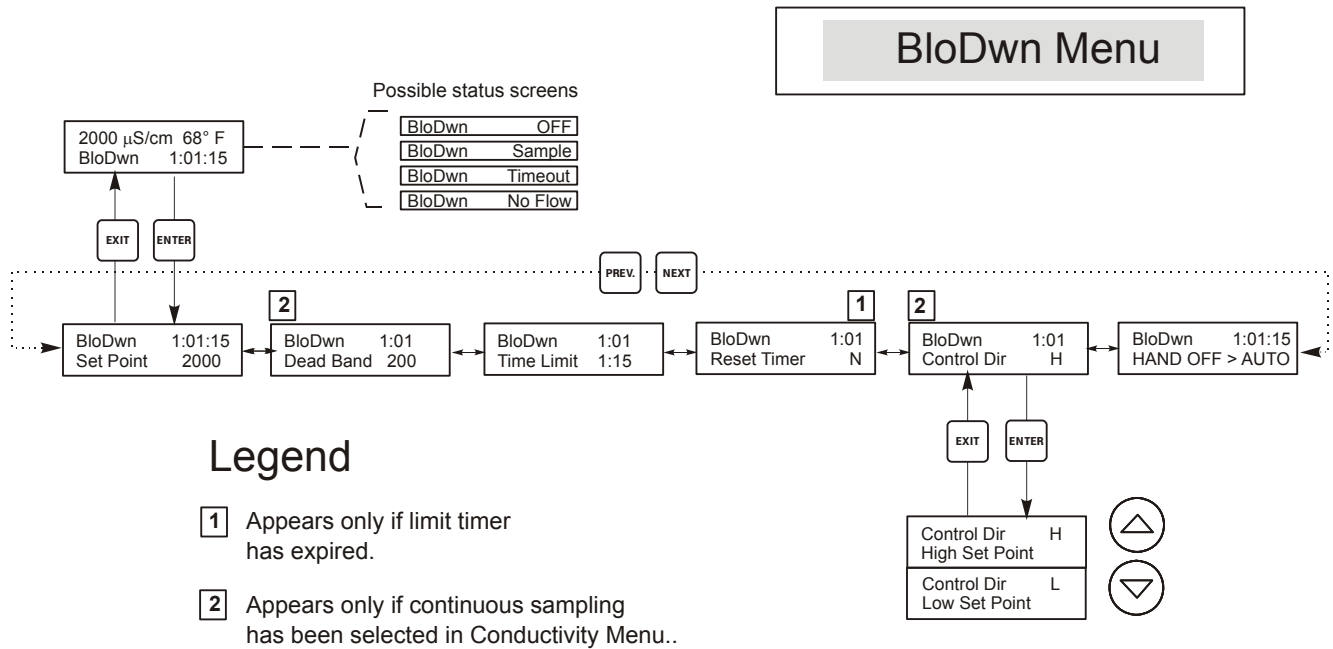 BloDwn Menu
Possible status screens
2000 μS/cm 68° F
BloDwn 1:01:15
BloDwn OFF
BloDwn Sample
BloDwn Timeout
BloDwn No Flow
EXIT
ENTER
PREV.
NEXT
BloDwn 1:01:15
Set Point 2000
2
BloDwn 1:01
Dead Band 200
BloDwn 1:01
Time Limit 1:15
1
BloDwn 1:01
Reset Timer N
2
BloDwn 1:01
Control Dir H
BloDwn 1:01:15
HAND OFF > AUTO
EXIT
ENTER
Control Dir H
High Set Point
Control Dir L
Low Set Point
Legend
1 Appears only if limit timer
has expired.
2 Appears only if continuous sampling
has been selected in Conductivity Menu..